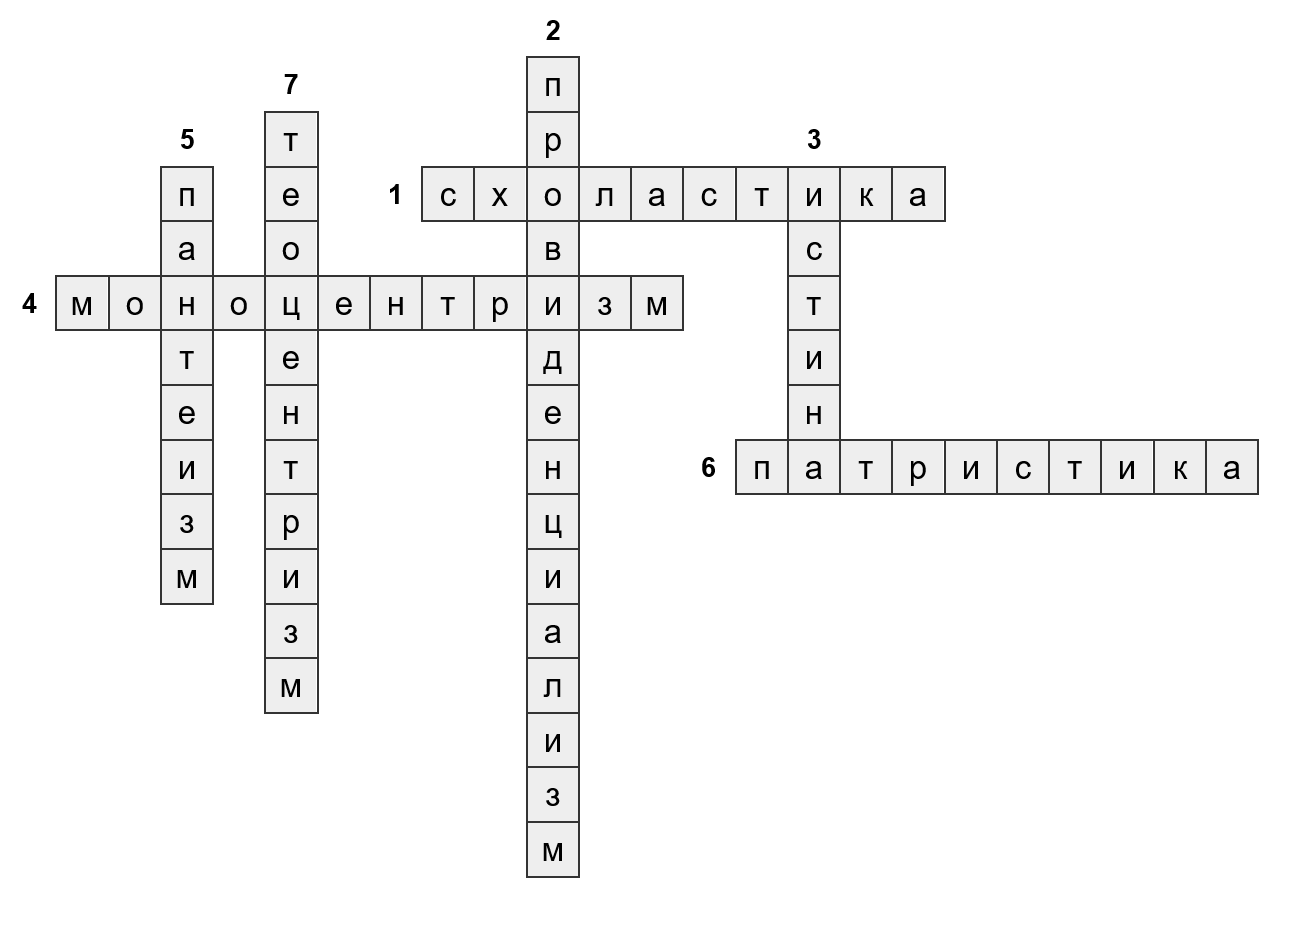 2
7
п
т р
5 3
п е 1 с х о л а с т и к а
а о в с
4 м о н о ц е н т р и з м т
т е д и
е н е н
и т н 6 п а т р и с т и к а
з р ц
м и и
з а
м л
и
з
м